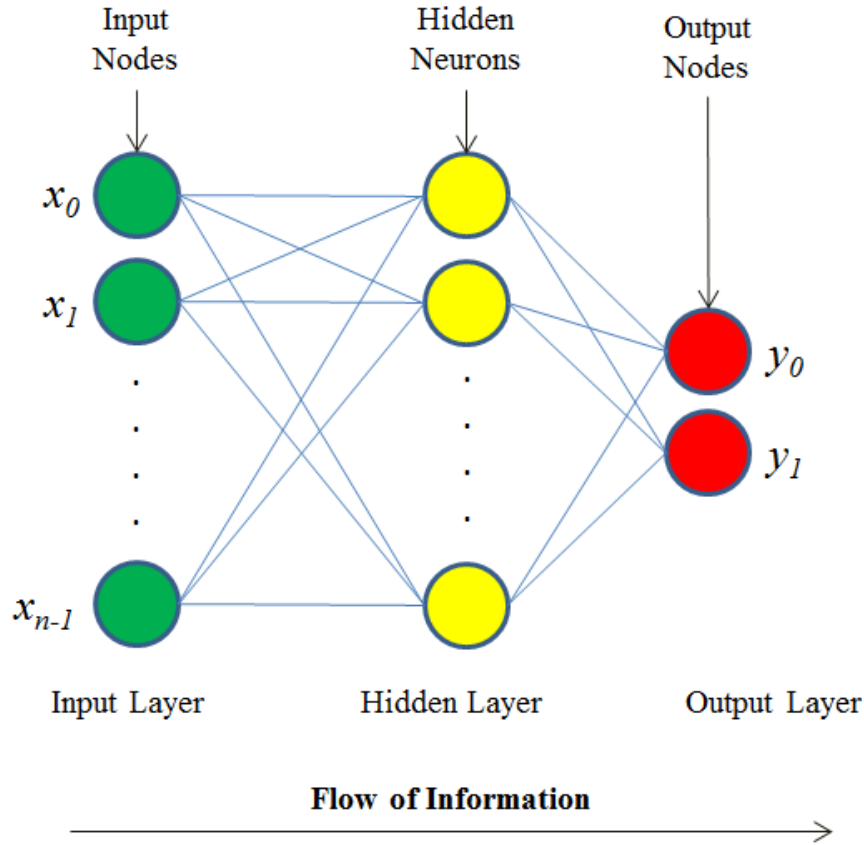 Input
Nodes
Hidden
Neurons
Output
Nodes
x0
x1
xn-1
y0
y1
Input Layer
Hidden Layer
Output Layer
Flow of Information